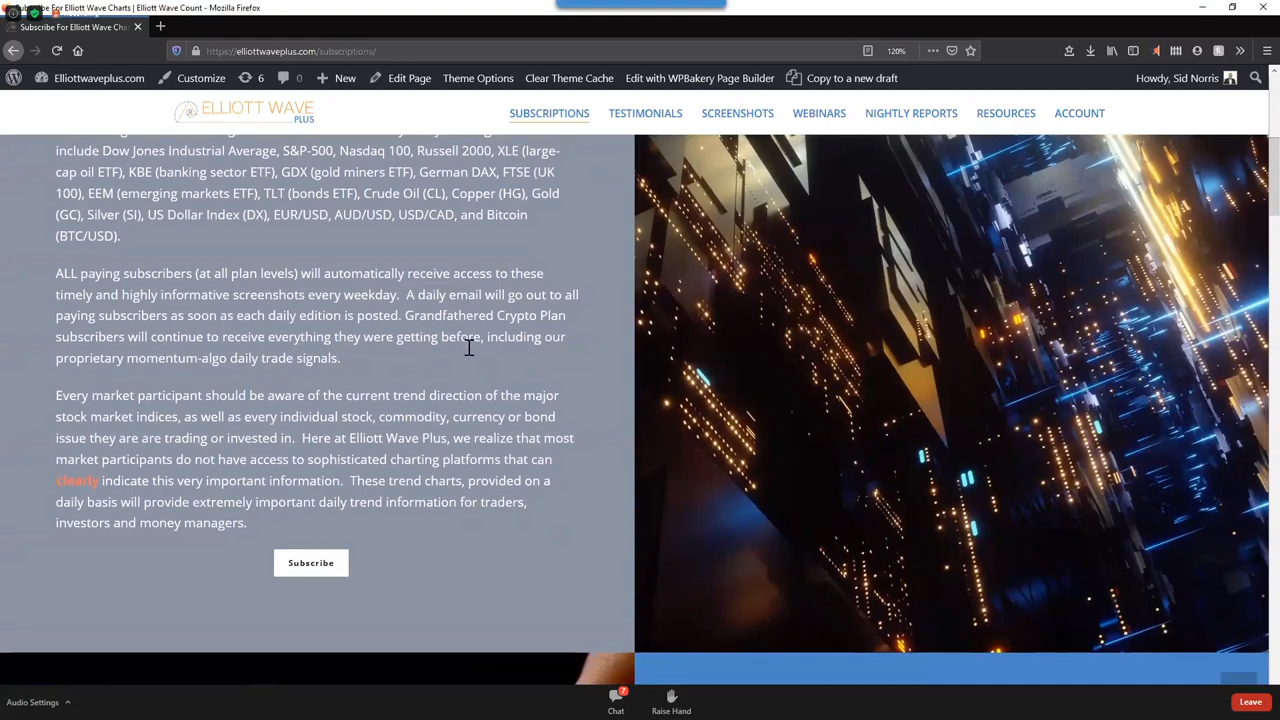 Subscribe For Elliott Wave Charts | Elliott Wave Count - Mozilla Firefox
Subscribe For Elliott Wave Charts
https://elliottwaveplus.com/subscriptions/
120%
Elliottwaveplus.com
Customize
6
0
New
Edit Page
Theme Options
Clear Theme Cache
Edit with WPBakery Page Builder
Copy to a new draft
Howdy, Sid Norris
ELLIOTT WAVE
PLUS
SUBSCRIPTIONS
TESTIMONIALS
SCREENSHOTS
WEBINARS
NIGHTLY REPORTS
RESOURCES
ACCOUNT
include Dow Jones Industrial Average, S&P-500, Nasdaq 100, Russell 2000, XLE (large-
cap oil ETF), KBE (banking sector ETF), GDX (gold miners ETF), German DAX, FTSE (UK
100), EEM (emerging markets ETF), TLT (bonds ETF), Crude Oil (CL), Copper (HG), Gold
(GC), Silver (SI), US Dollar Index (DX), EUR/USD, AUD/USD, USD/CAD, and Bitcoin
(BTC/USD).
ALL paying subscribers (at all plan levels) will automatically receive access to these
timely and highly informative screenshots every weekday.  A daily email will go out to all
paying subscribers as soon as each daily edition is posted. Grandfathered Crypto Plan
subscribers will continue to receive everything they were getting before, including our
proprietary momentum-algo daily trade signals.
Every market participant should be aware of the current trend direction of the major
stock market indices, as well as every individual stock, commodity, currency or bond
issue they are are trading or invested in.  Here at Elliott Wave Plus, we realize that most
market participants do not have access to sophisticated charting platforms that can
clearly indicate this very important information.  These trend charts, provided on a
daily basis will provide extremely important daily trend information for traders,
investors and money managers.
Subscribe
Audio Settings
7
Chat
Raise Hand
Leave